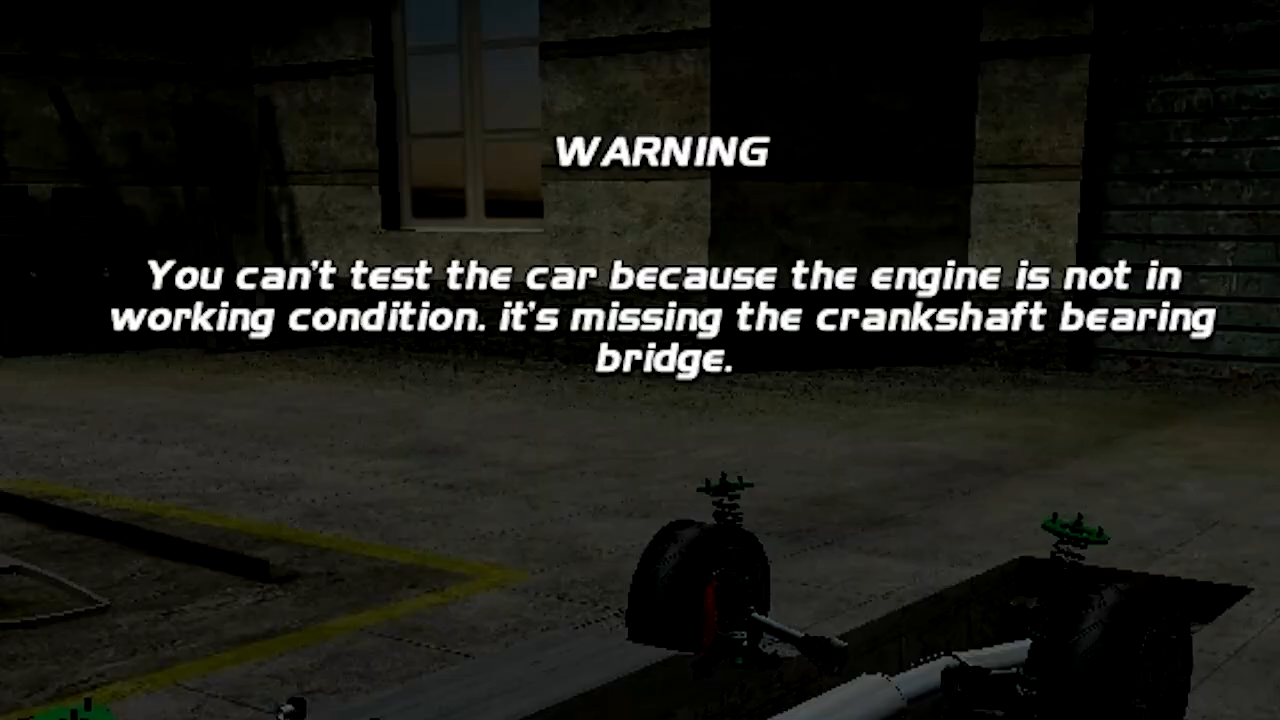 WARNING
You can't test the car because the engine is not in
working condition. it's missing the crankshaft bearing
bridge.